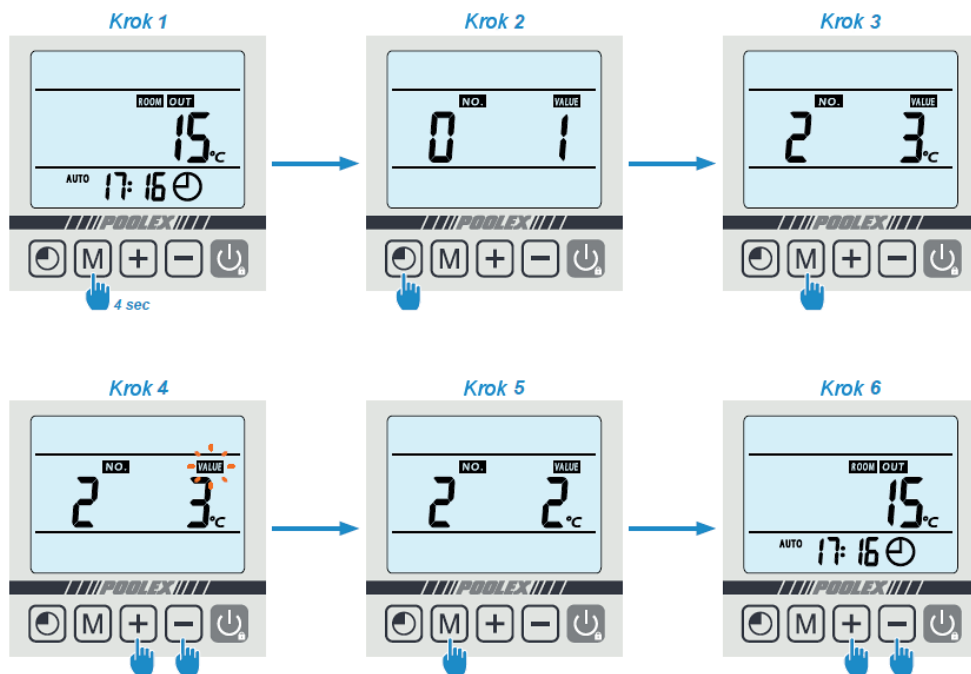 Krok 1
ROOM OUT
15°C
AUTO 17:16
POOLEX
M + −
4 sec
Krok 2
NO. VALUE
0 1
POOLEX
M + −
Krok 3
NO. VALUE
2 3°C
POOLEX
M + −
Krok 4
NO. VALUE
2 3°C
POOLEX
M + −
Krok 5
NO. VALUE
2 2°C
POOLEX
M + −
Krok 6
ROOM OUT
15°C
AUTO 17:16
POOLEX
M + −